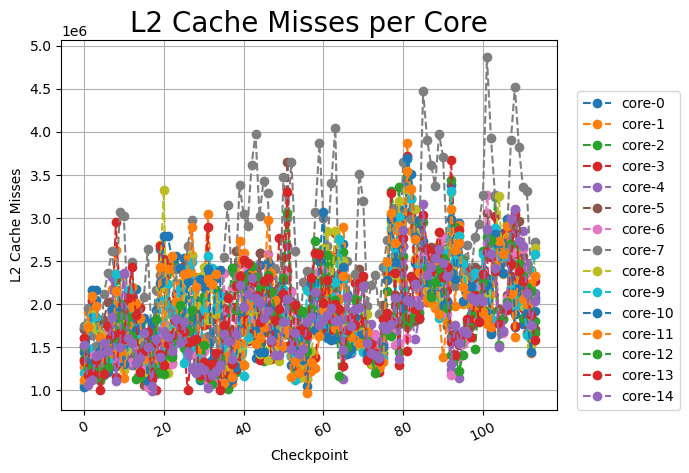 L2 Cache Misses per Core
1e6
5.0
4.5
4.0
3.5
3.0
2.5
2.0
1.5
1.0
L2 Cache Misses
0
20
40
60
80
100
Checkpoint
core-0
core-1
core-2
core-3
core-4
core-5
core-6
core-7
core-8
core-9
core-10
core-11
core-12
core-13
core-14